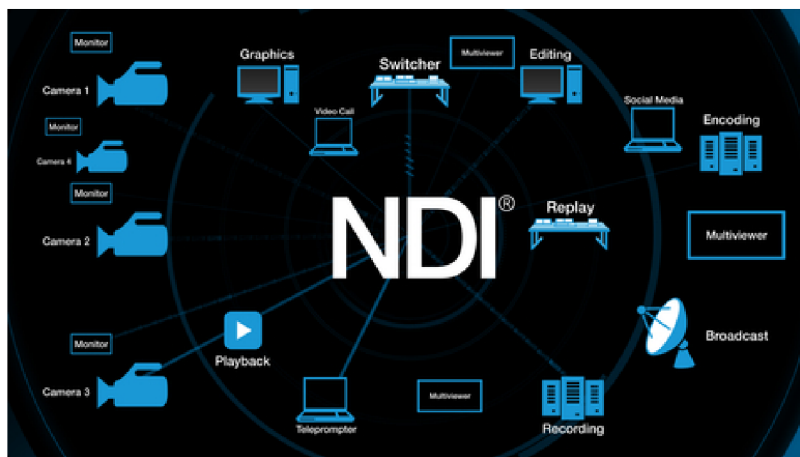 Monitor
Graphics
Switcher
Multiviewer
Editing
Camera 1
Video Call
Social Media
Encoding
Monitor
Camera 4
Monitor
NDI®
Replay
Camera 2
Multiviewer
Monitor
Playback
Broadcast
Camera 3
Multiviewer
Teleprompter
Recording